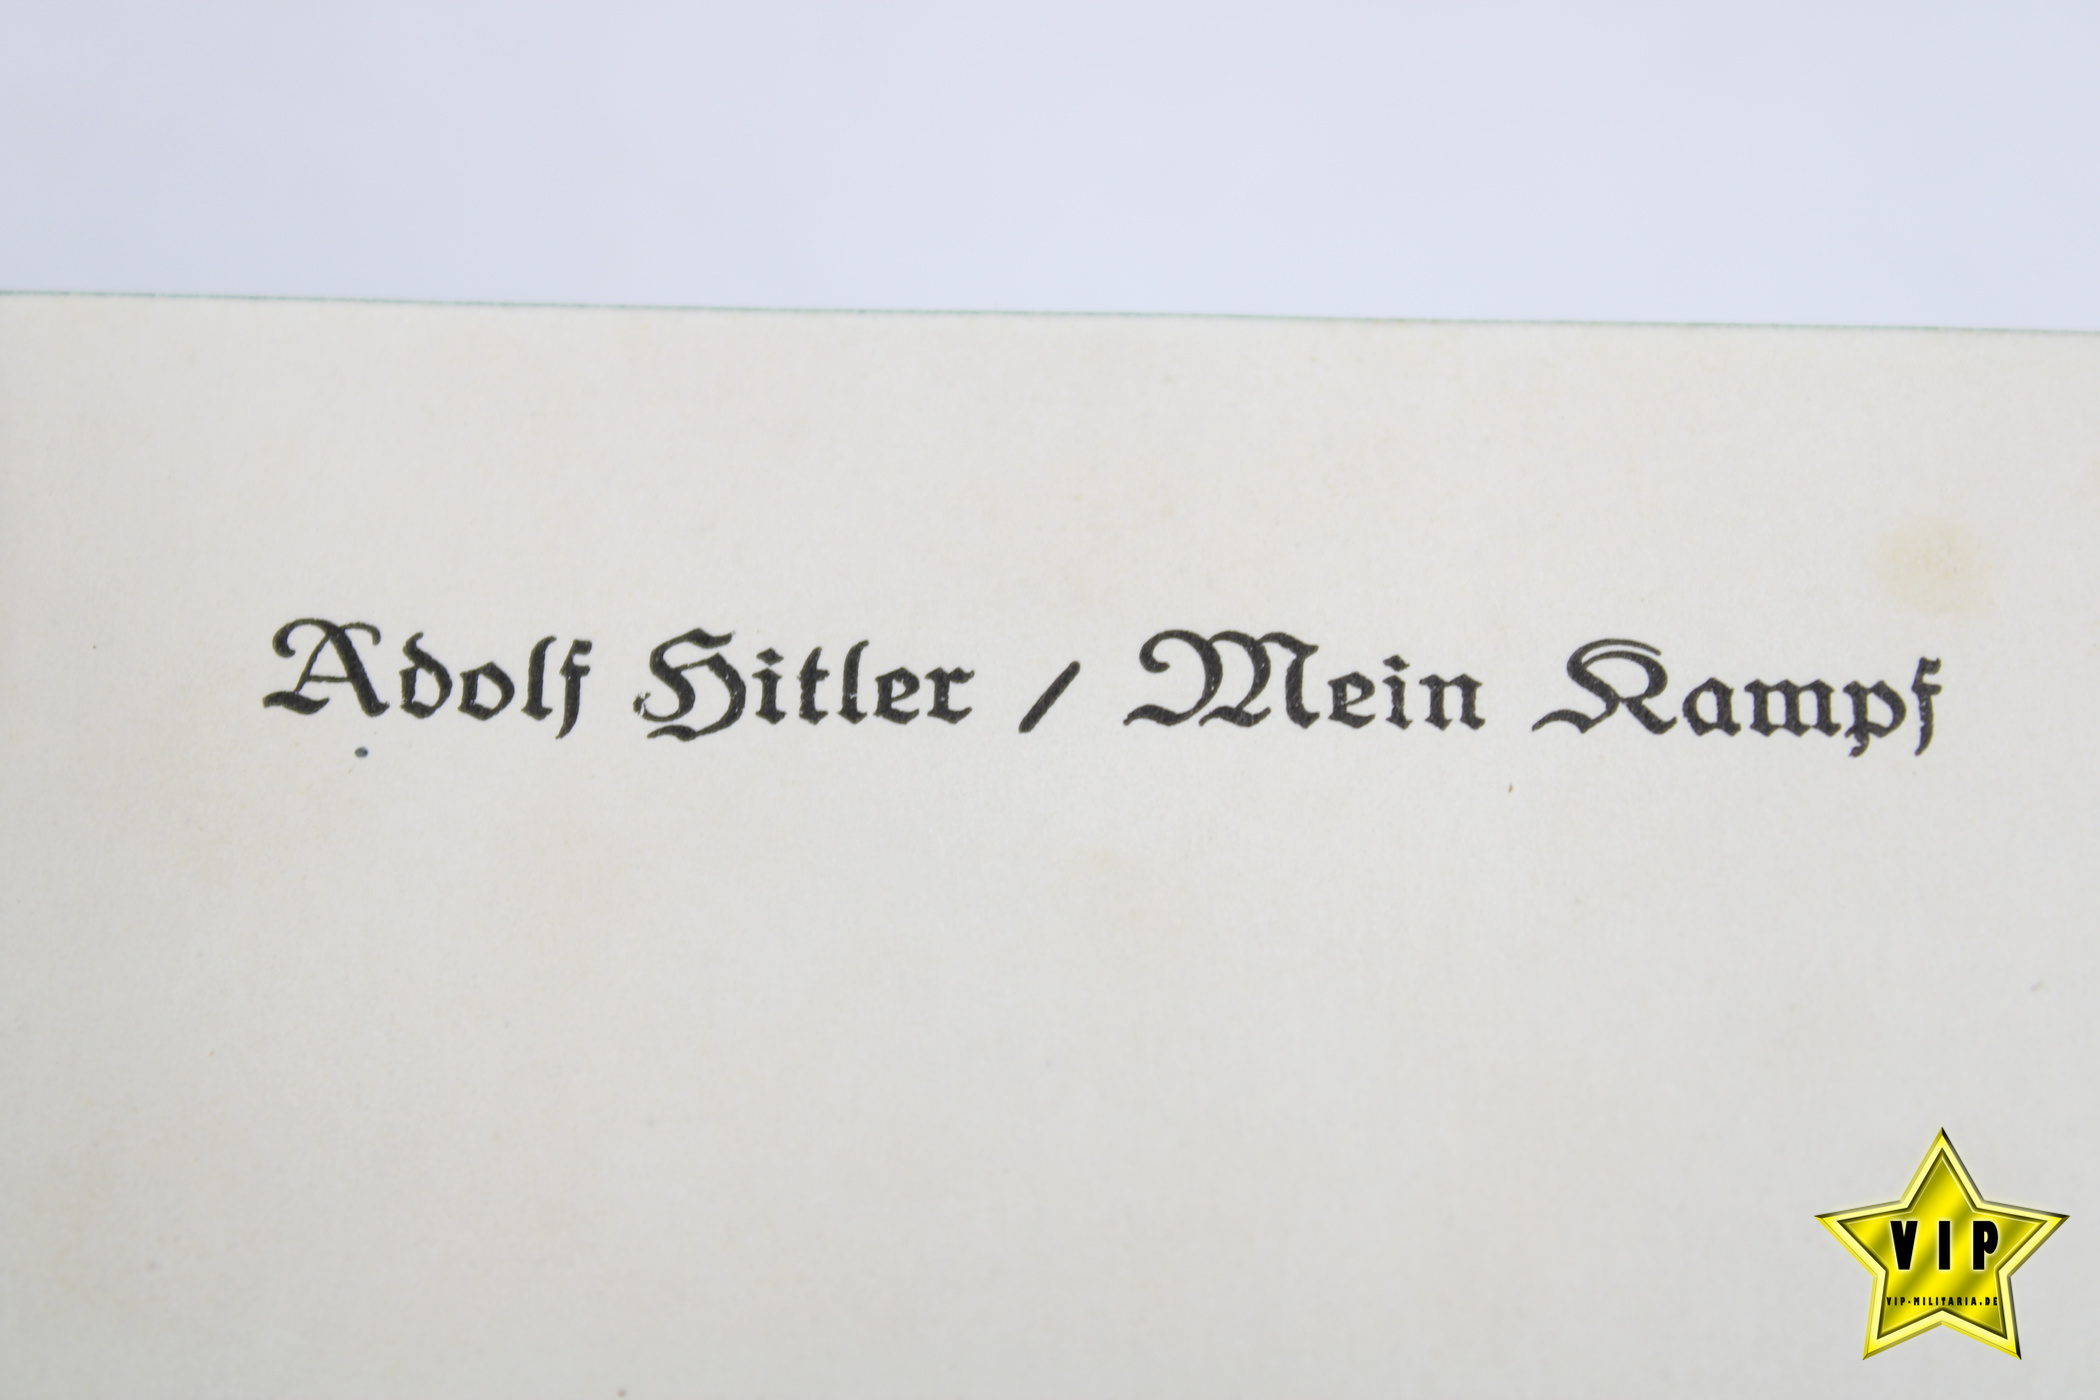 Adolf Hitler / Mein Kampf
VIP
VIP-MILITARIA.DE